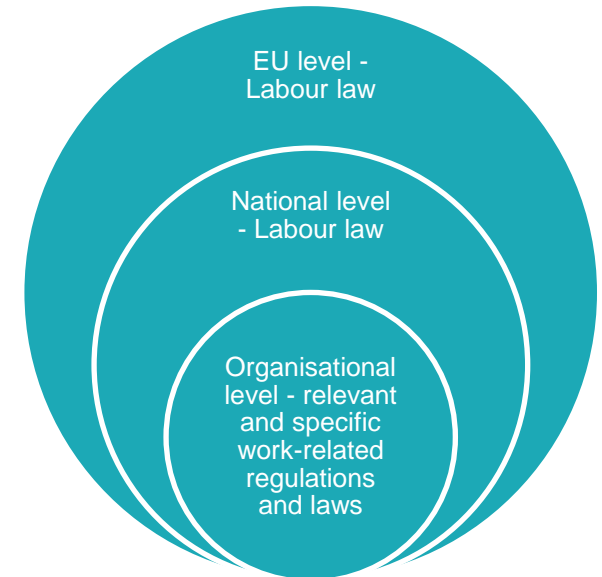 EU level -
Labour law
National level
- Labour law
Organisational
level - relevant
and specific
work-related
regulations
and laws